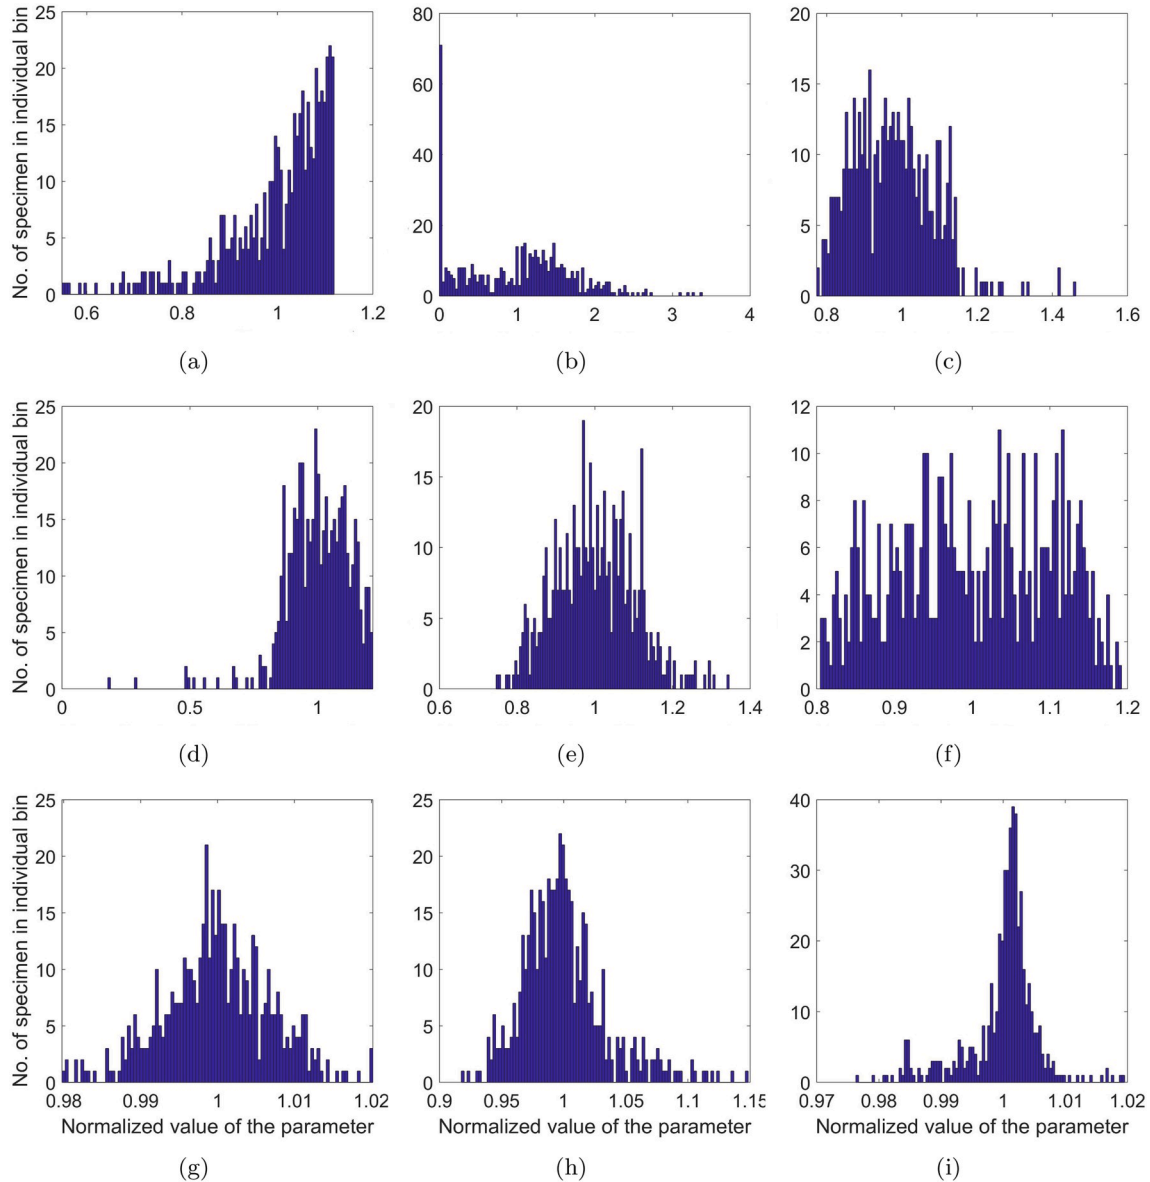 No. of specimen in individual bin
25
20
15
10
5
0
0.6 0.8 1 1.2
(a)
80
60
40
20
0
0 1 2 3 4
(b)
20
15
10
5
0
0.8 1 1.2 1.4 1.6
(c)
No. of specimen in individual bin
25
20
15
10
5
0
0 0.5 1
(d)
20
15
10
5
0
0.6 0.8 1 1.2 1.4
(e)
12
10
8
6
4
2
0
0.8 0.9 1 1.1 1.2
(f)
No. of specimen in individual bin
25
20
15
10
5
0
0.98 0.99 1 1.01 1.02
Normalized value of the parameter
(g)
25
20
15
10
5
0
0.9 0.95 1 1.05 1.1 1.15
Normalized value of the parameter
(h)
40
30
20
10
0
0.97 0.98 0.99 1 1.01 1.02
Normalized value of the parameter
(i)